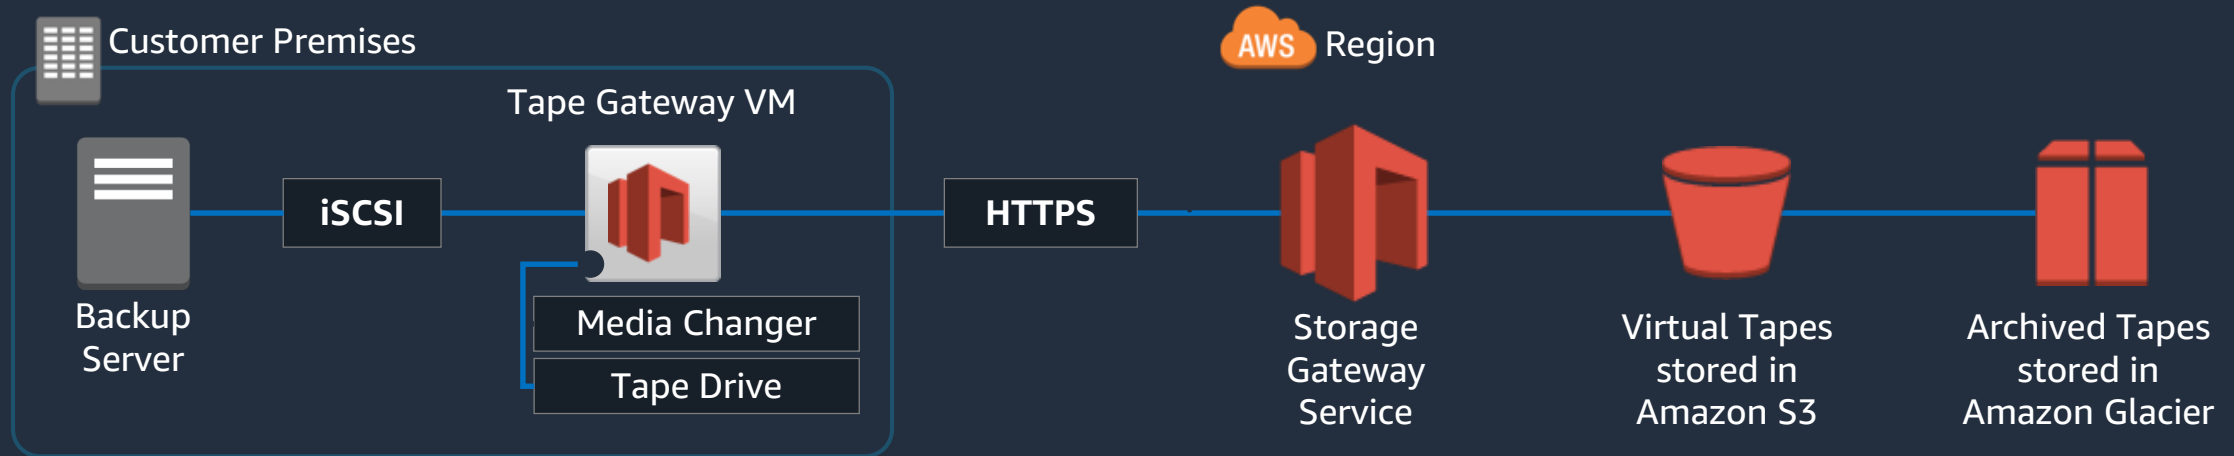 Customer Premises
AWS Region
Tape Gateway VM
iSCSI
HTTPS
Backup
Server
Media Changer
Tape Drive
Storage
Gateway
Service
Virtual Tapes
stored in
Amazon S3
Archived Tapes
stored in
Amazon Glacier